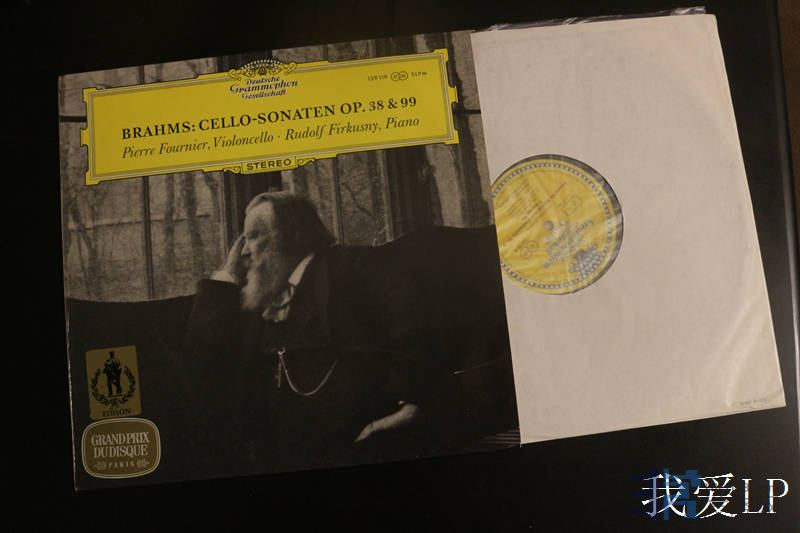 Deutsche
Grammophon
Gesellschaft
139 119 SLPM
BRAHMS: CELLO-SONATEN OP. 38 & 99
Pierre Fournier, Violoncello · Rudolf Firkusny, Piano
STEREO
EDISON
GRAND PRIX
DU DISQUE
PARIS
我爱LP